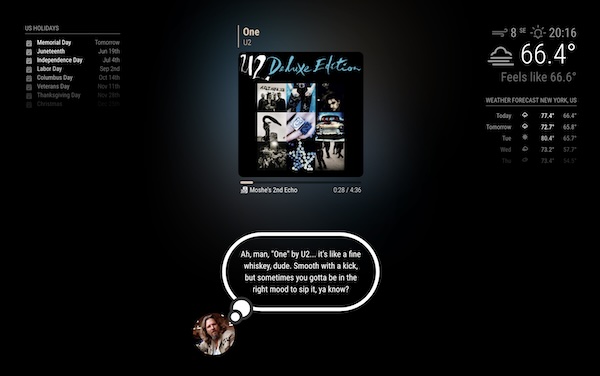 US HOLIDAYS
Memorial Day Tomorrow
Juneteenth Jun 19th
Independence Day Jul 4th
Labor Day Sep 2nd
Columbus Day Oct 14th
Veterans Day Nov 11th
Thanksgiving Day Nov 28th
Christmas
One
U2
U2 Deluxe Edition
Moshe's 2nd Echo 0:28 / 4:36
8 SE 20:16
66.4°
Feels like 66.6°
WEATHER FORECAST NEW YORK, US
Today 77.4° 66.4°
Tomorrow 72.7° 65.8°
Tue 80.4° 65.7°
Wed 73.2° 57.7°
Thu 73.4° 54.5°
Ah, man, "One" by U2... it's like a fine
whiskey, dude. Smooth with a kick,
but sometimes you gotta be in the
right mood to sip it, ya know?